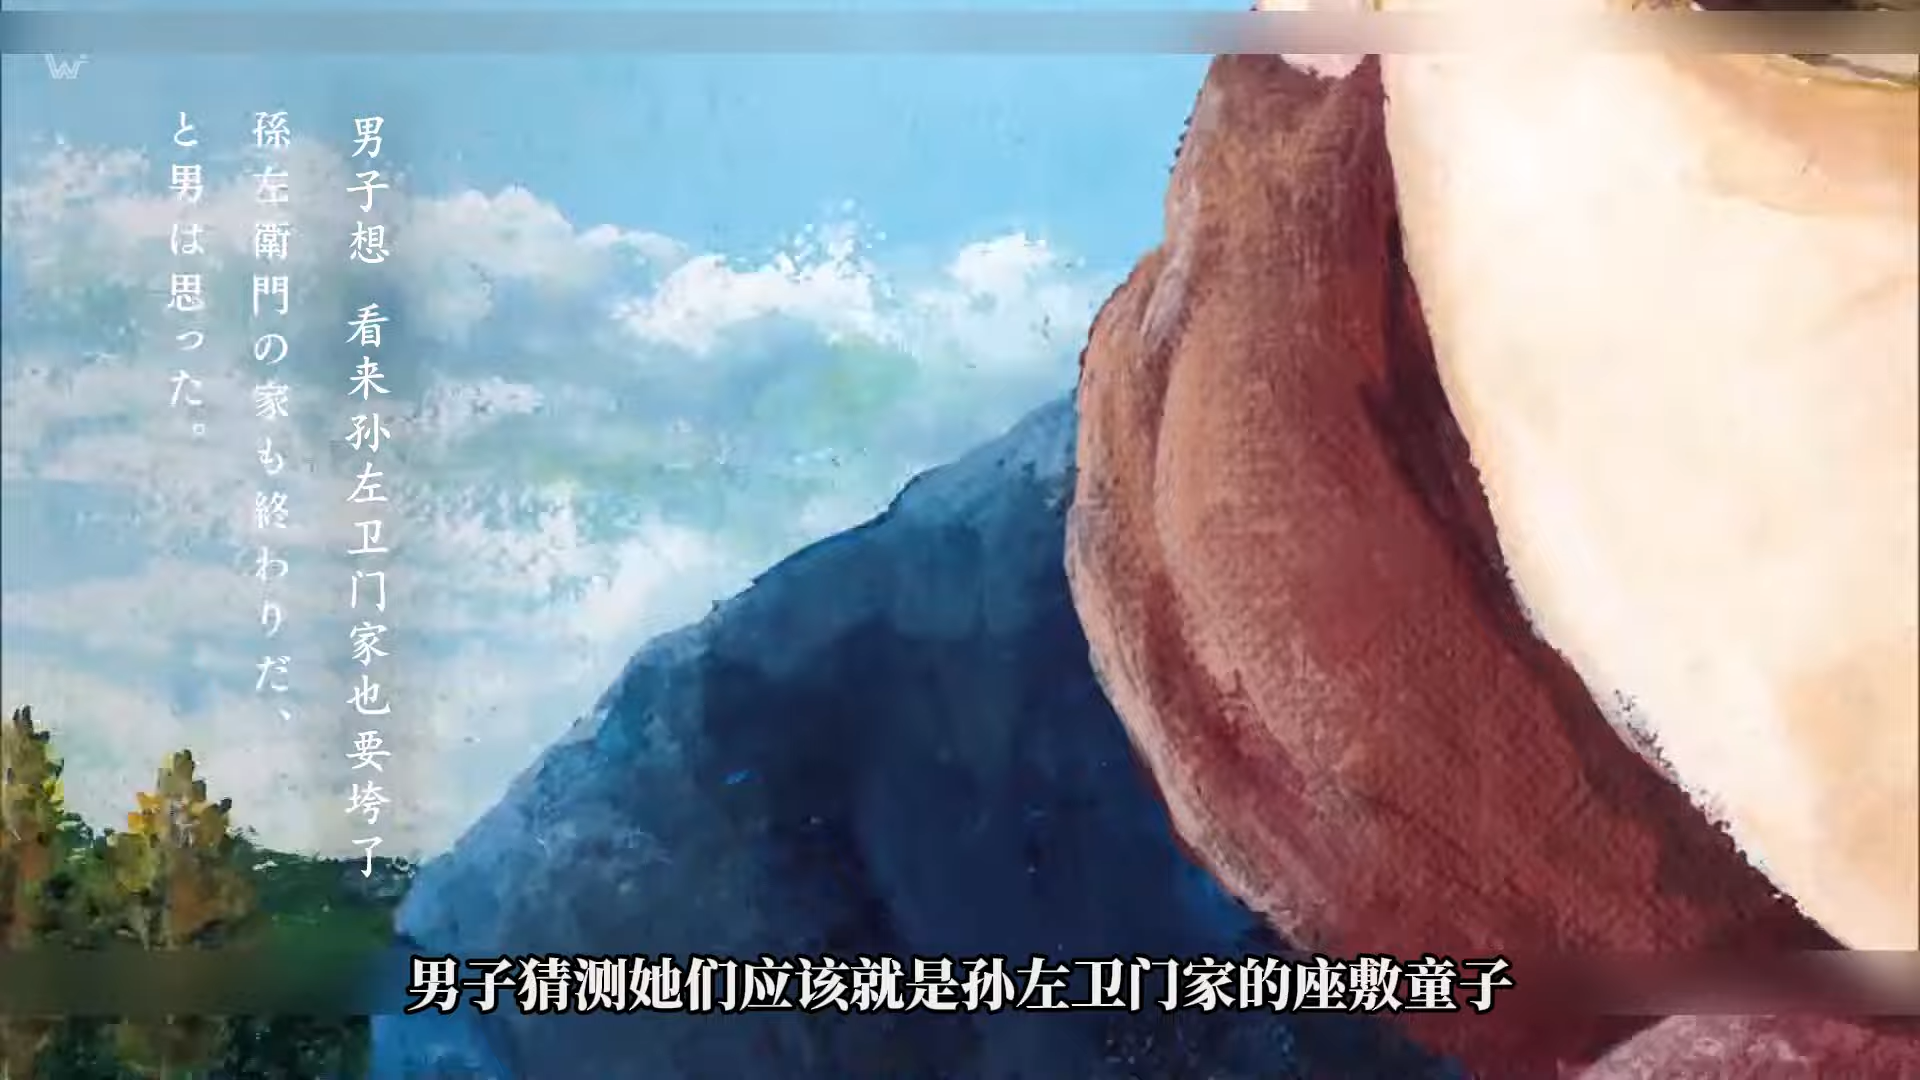 W
男子想 看来孙左卫门家也要垮了
孫左衛門の家も終わりだ、
と男は思った。
男子猜测她们应该就是孙左卫门家的座敷童子